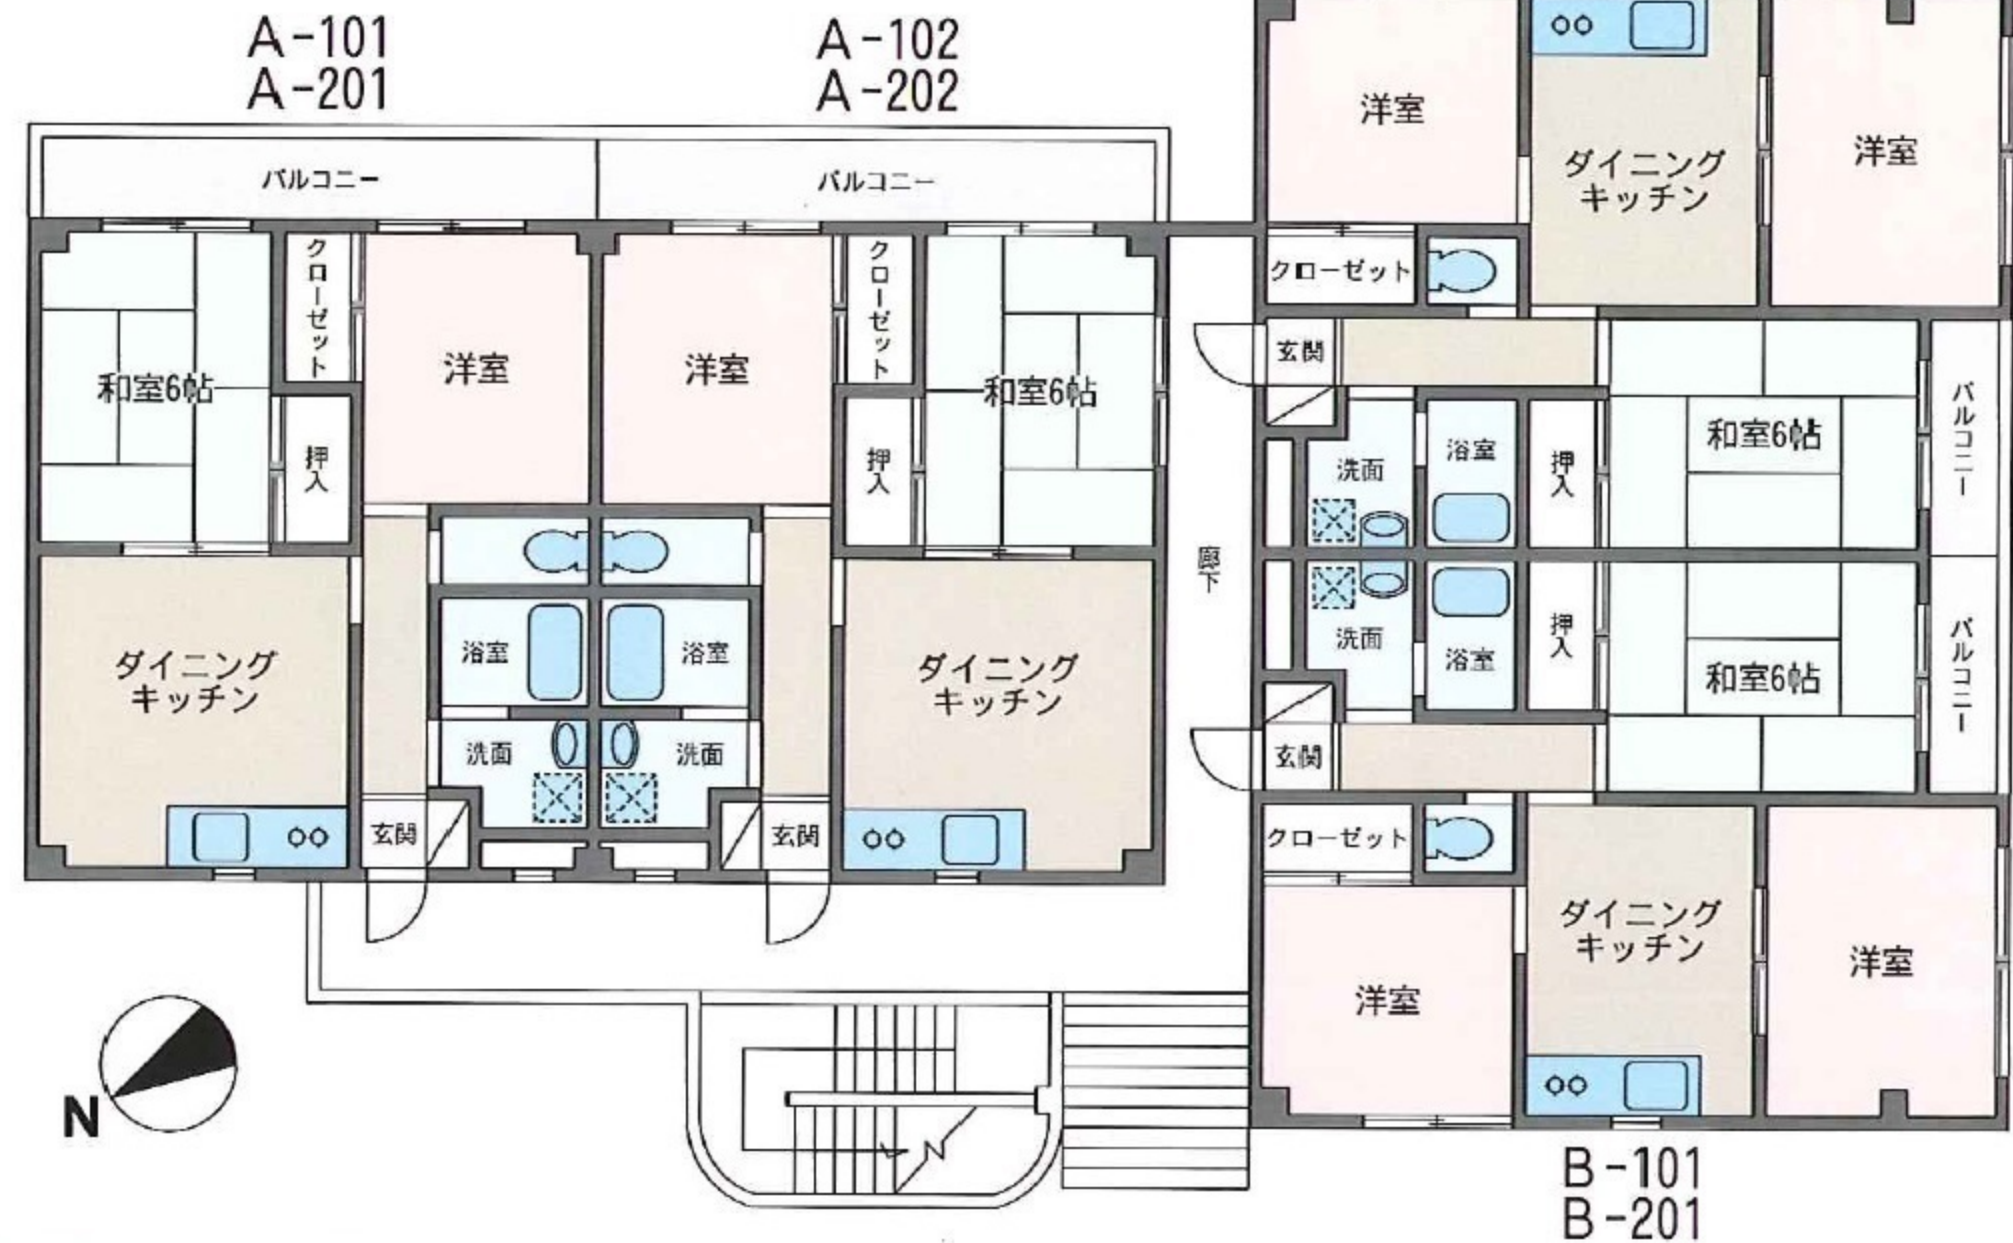 A-101
A-201
A-102
A-202
バルコニー
バルコニー
和室6帖
クローゼット
押入
洋室
洋室
クローゼット
押入
和室6帖
ダイニング
キッチン
浴室
洗面
玄関
浴室
洗面
玄関
ダイニング
キッチン
廊下
洋室
ダイニング
キッチン
洋室
クローゼット
玄関
洗面
浴室
押入
和室6帖
バルコニー
洗面
浴室
押入
和室6帖
バルコニー
玄関
クローゼット
洋室
ダイニング
キッチン
洋室
B-101
B-201
N